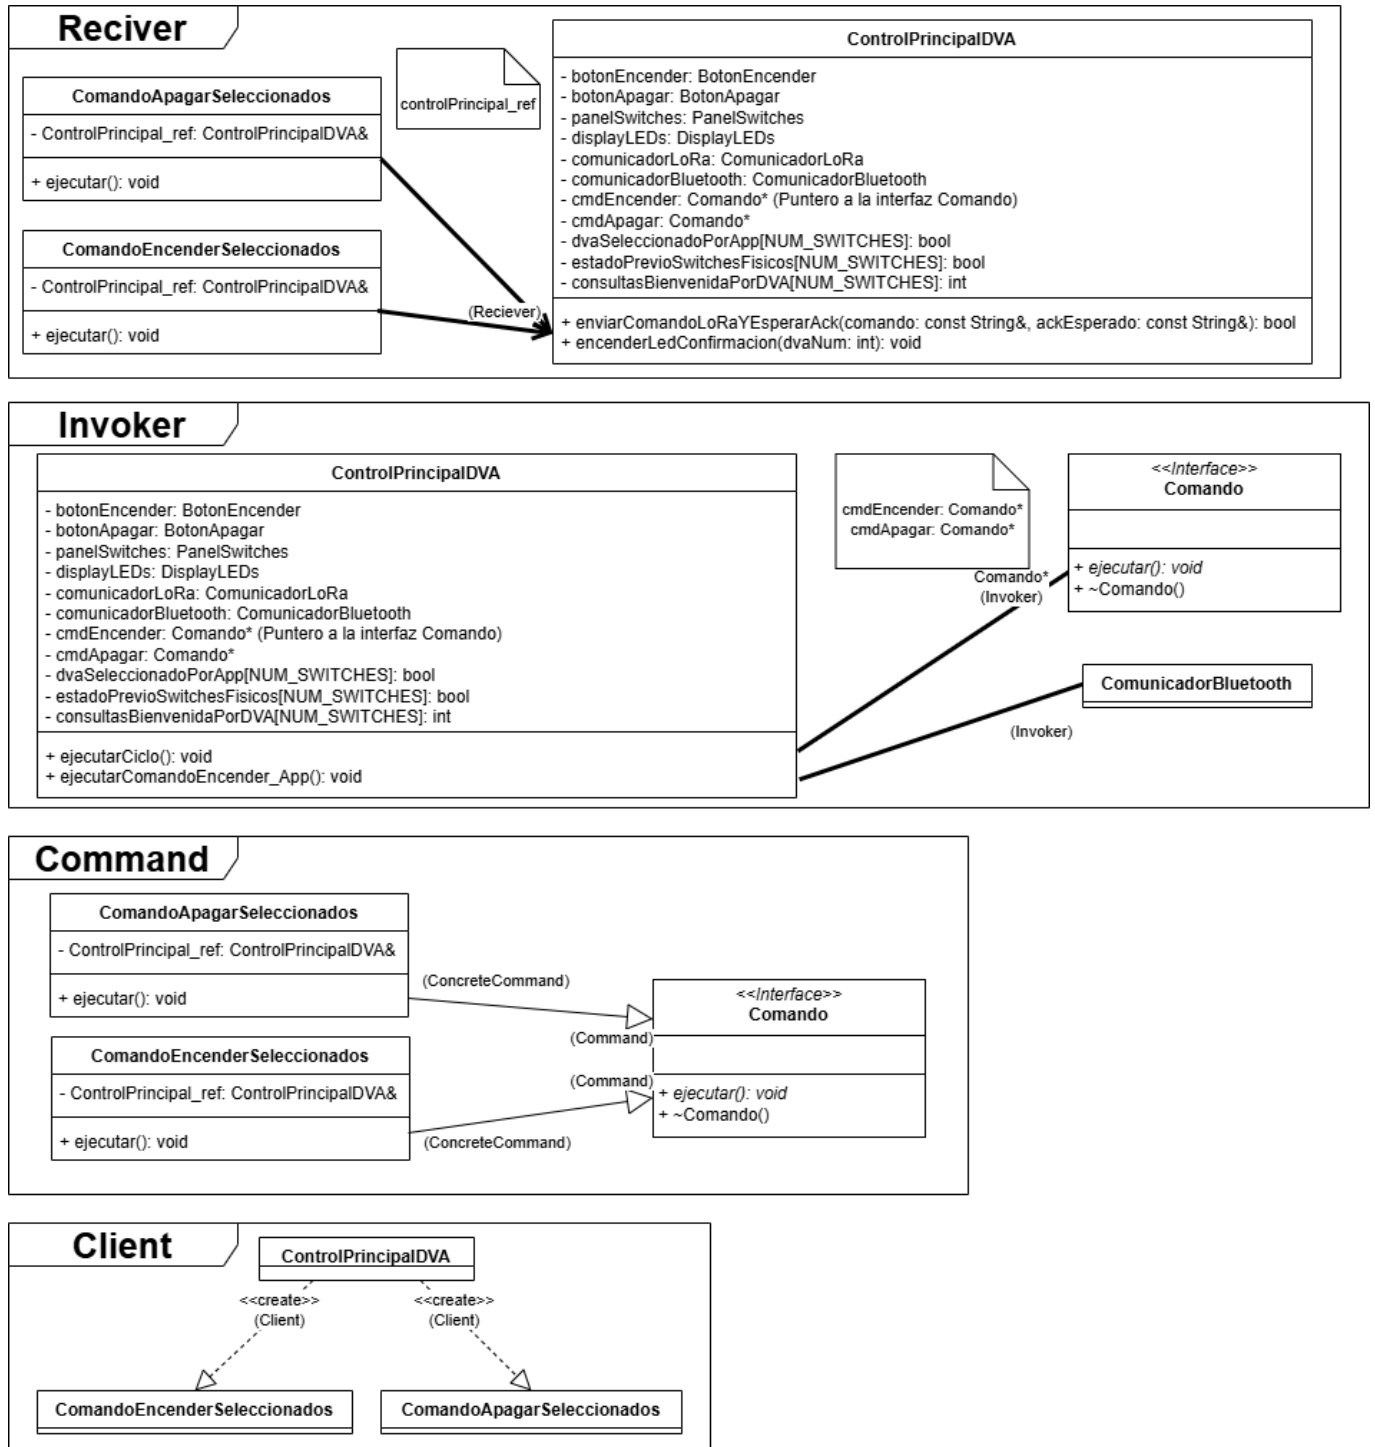 Reciver
ComandoApagarSeleccionados
- ControlPrincipal_ref: ControlPrincipalDVA&
+ ejecutar(): void
ComandoEncenderSeleccionados
- ControlPrincipal_ref: ControlPrincipalDVA&
+ ejecutar(): void
controlPrincipal_ref
(Reciever)
ControlPrincipalDVA
- botonEncender: BotonEncender
- botonApagar: BotonApagar
- panelSwitches: PanelSwitches
- displayLEDs: DisplayLEDs
- comunicadorLoRa: ComunicadorLoRa
- comunicadorBluetooth: ComunicadorBluetooth
- cmdEncender: Comando* (Puntero a la interfaz Comando)
- cmdApagar: Comando*
- dvaSeleccionadoPorApp[NUM_SWITCHES]: bool
- estadoPrevioSwitchesFisicos[NUM_SWITCHES]: bool
- consultasBienvenidaPorDVA[NUM_SWITCHES]: int
+ enviarComandoLoRaYEsperarAck(comando: const String&, ackEsperado: const String&): bool
+ encenderLedConfirmacion(dvaNum: int): void
Invoker
ControlPrincipalDVA
- botonEncender: BotonEncender
- botonApagar: BotonApagar
- panelSwitches: PanelSwitches
- displayLEDs: DisplayLEDs
- comunicadorLoRa: ComunicadorLoRa
- comunicadorBluetooth: ComunicadorBluetooth
- cmdEncender: Comando* (Puntero a la interfaz Comando)
- cmdApagar: Comando*
- dvaSeleccionadoPorApp[NUM_SWITCHES]: bool
- estadoPrevioSwitchesFisicos[NUM_SWITCHES]: bool
- consultasBienvenidaPorDVA[NUM_SWITCHES]: int
+ ejecutarCiclo(): void
+ ejecutarComandoEncender_App(): void
cmdEncender: Comando*
cmdApagar: Comando*
Comando*
(Invoker)
<<Interface>>
Comando
+ ejecutar(): void
+ ~Comando()
ComunicadorBluetooth
(Invoker)
Command
ComandoApagarSeleccionados
- ControlPrincipal_ref: ControlPrincipalDVA&
+ ejecutar(): void
ComandoEncenderSeleccionados
- ControlPrincipal_ref: ControlPrincipalDVA&
+ ejecutar(): void
(ConcreteCommand)
(Command)
(Command)
(ConcreteCommand)
<<Interface>>
Comando
+ ejecutar(): void
+ ~Comando()
Client
ControlPrincipalDVA
<<create>>
(Client)
<<create>>
(Client)
ComandoEncenderSeleccionados
ComandoApagarSeleccionados